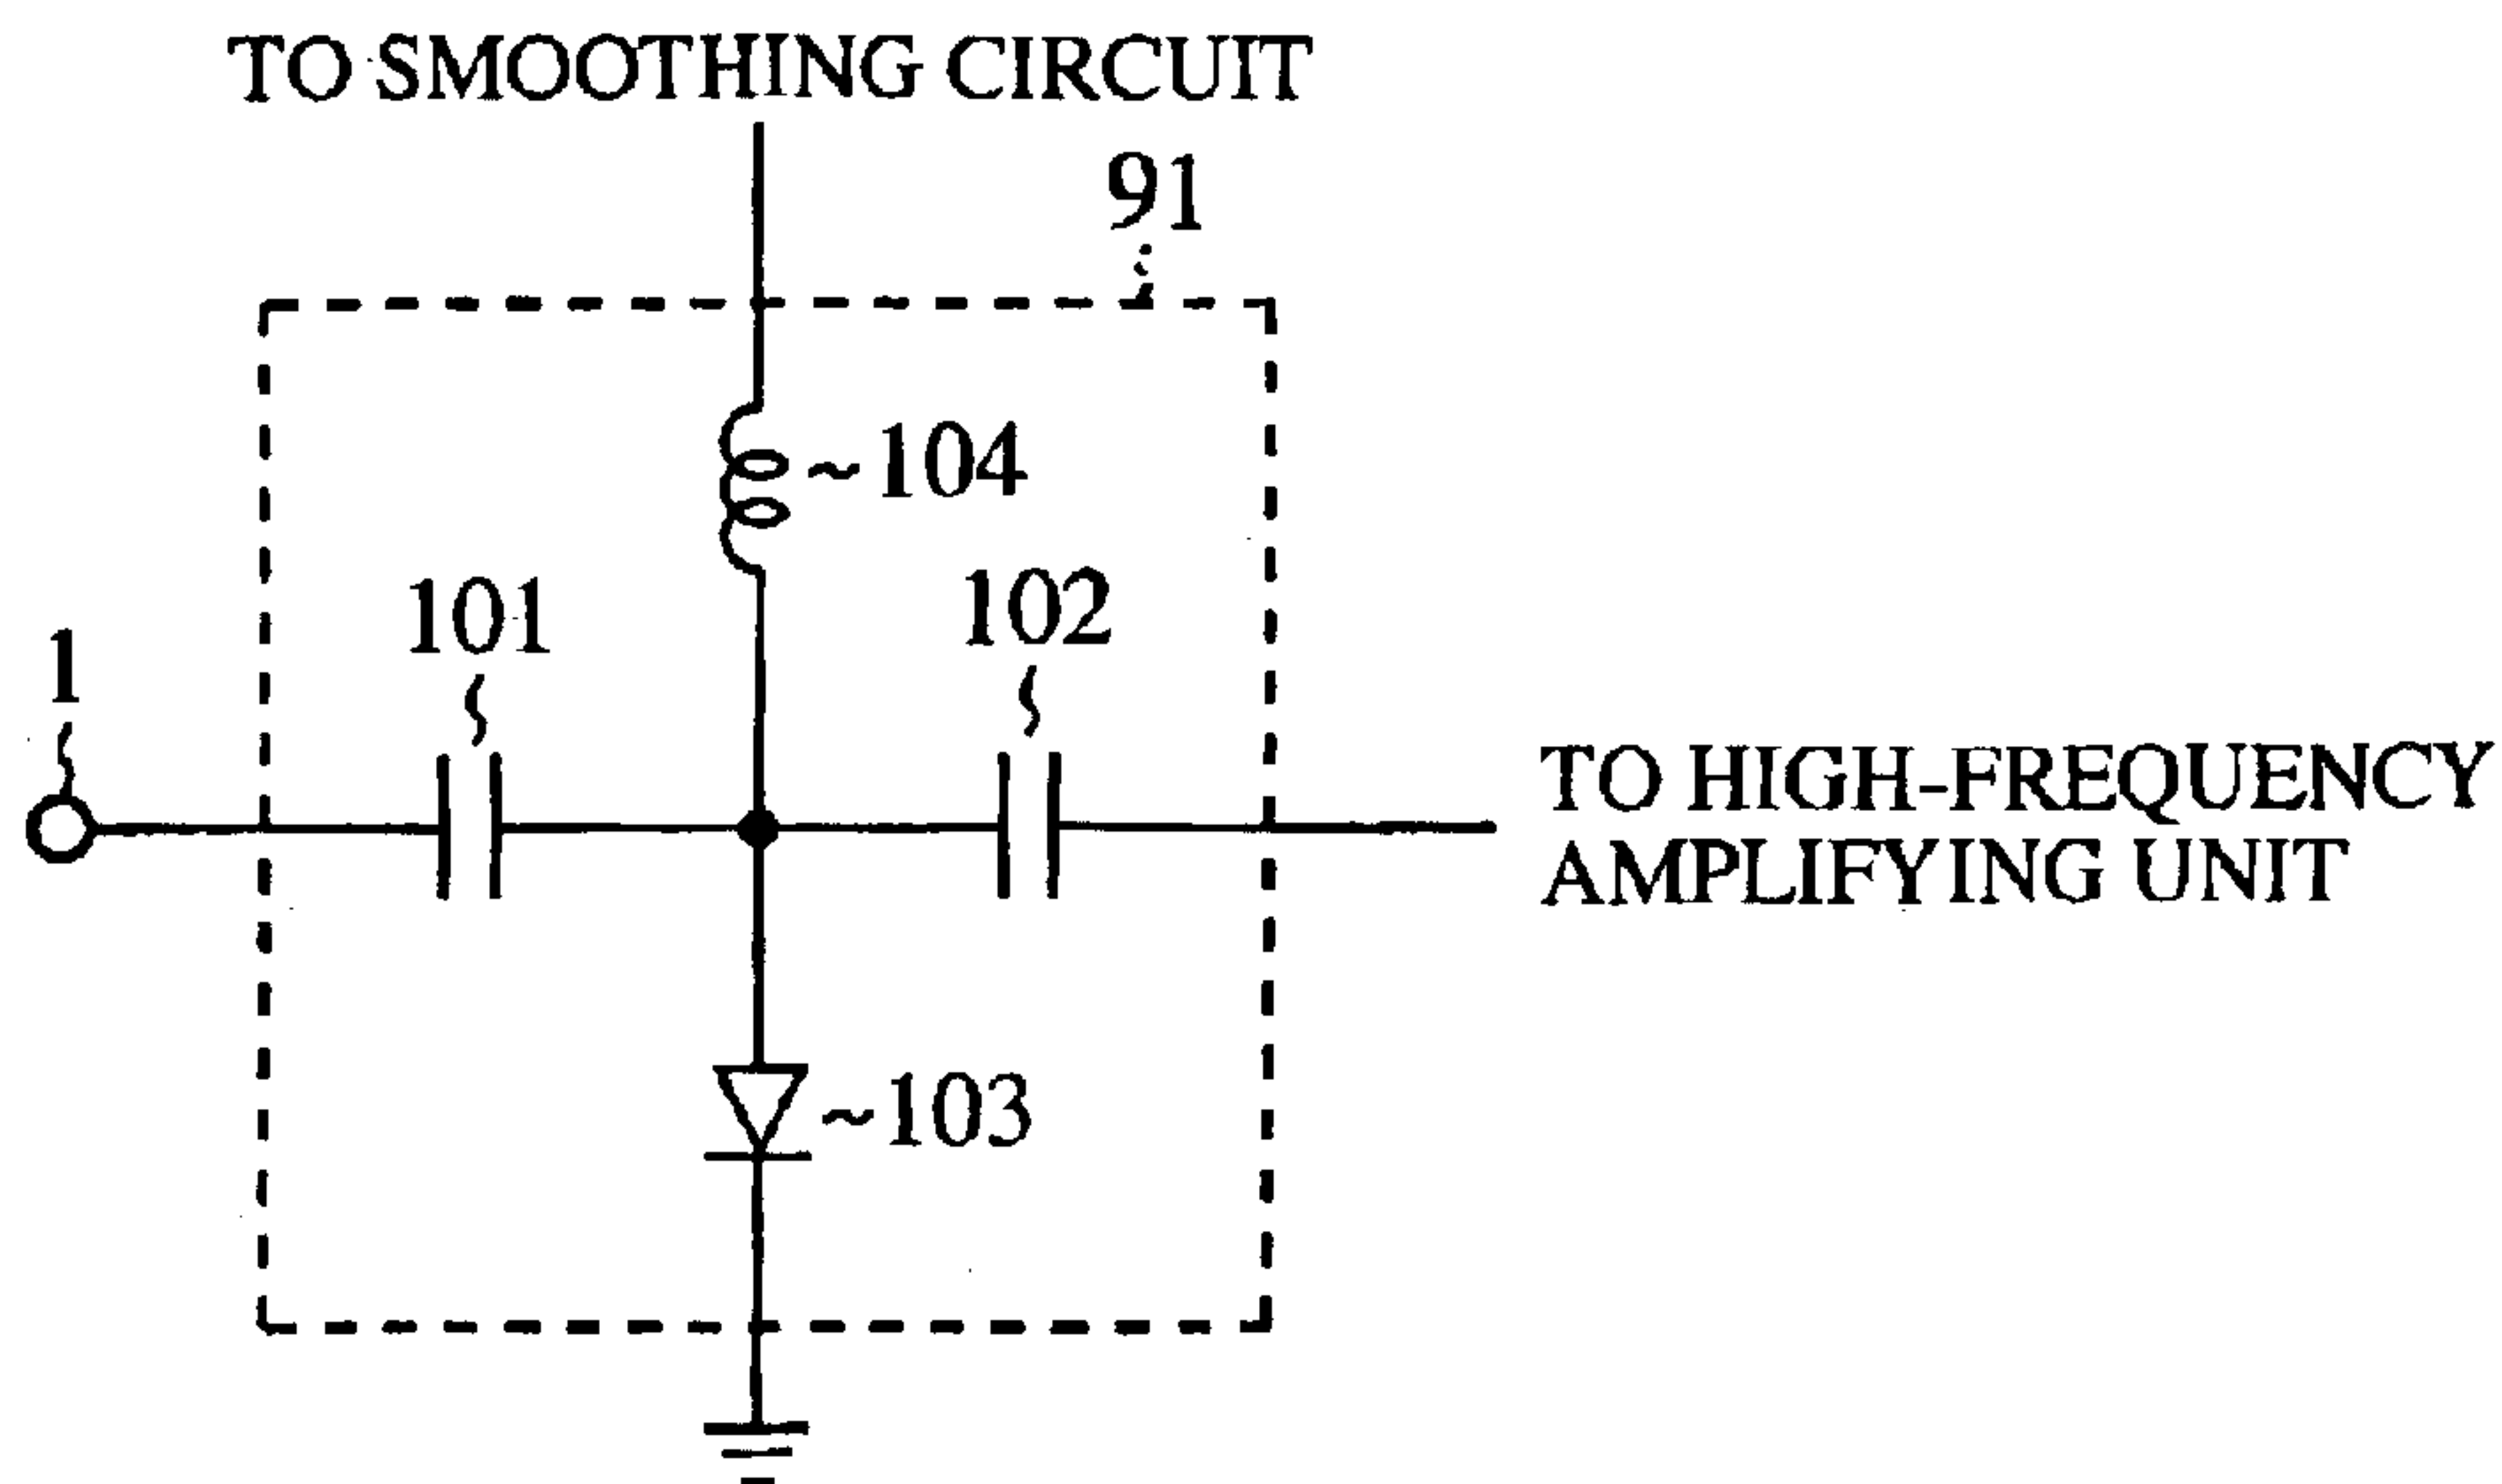 TO SMOOTHING CIRCUIT
91
~104
101
102
1
TO HIGH-FREQUENCY
AMPLIFYING UNIT
~103